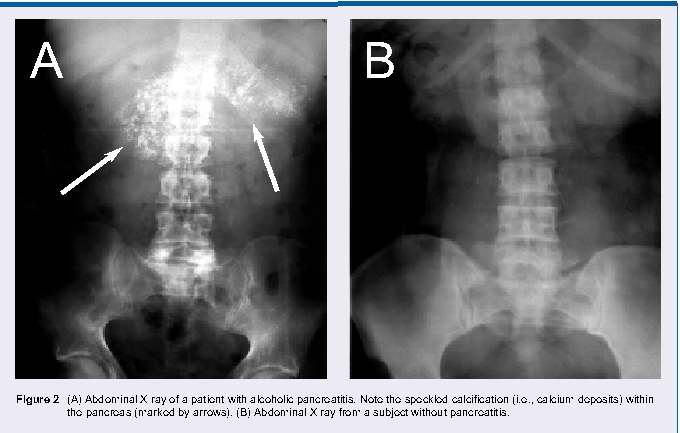 A
B
Figure 2 (A) Abdominal X ray of a patient with alcoholic pancreatitis. Note the speckled calcification (i.e., calcium deposits) within
the pancreas (marked by arrows). (B) Abdominal X ray from a subject without pancreatitis.